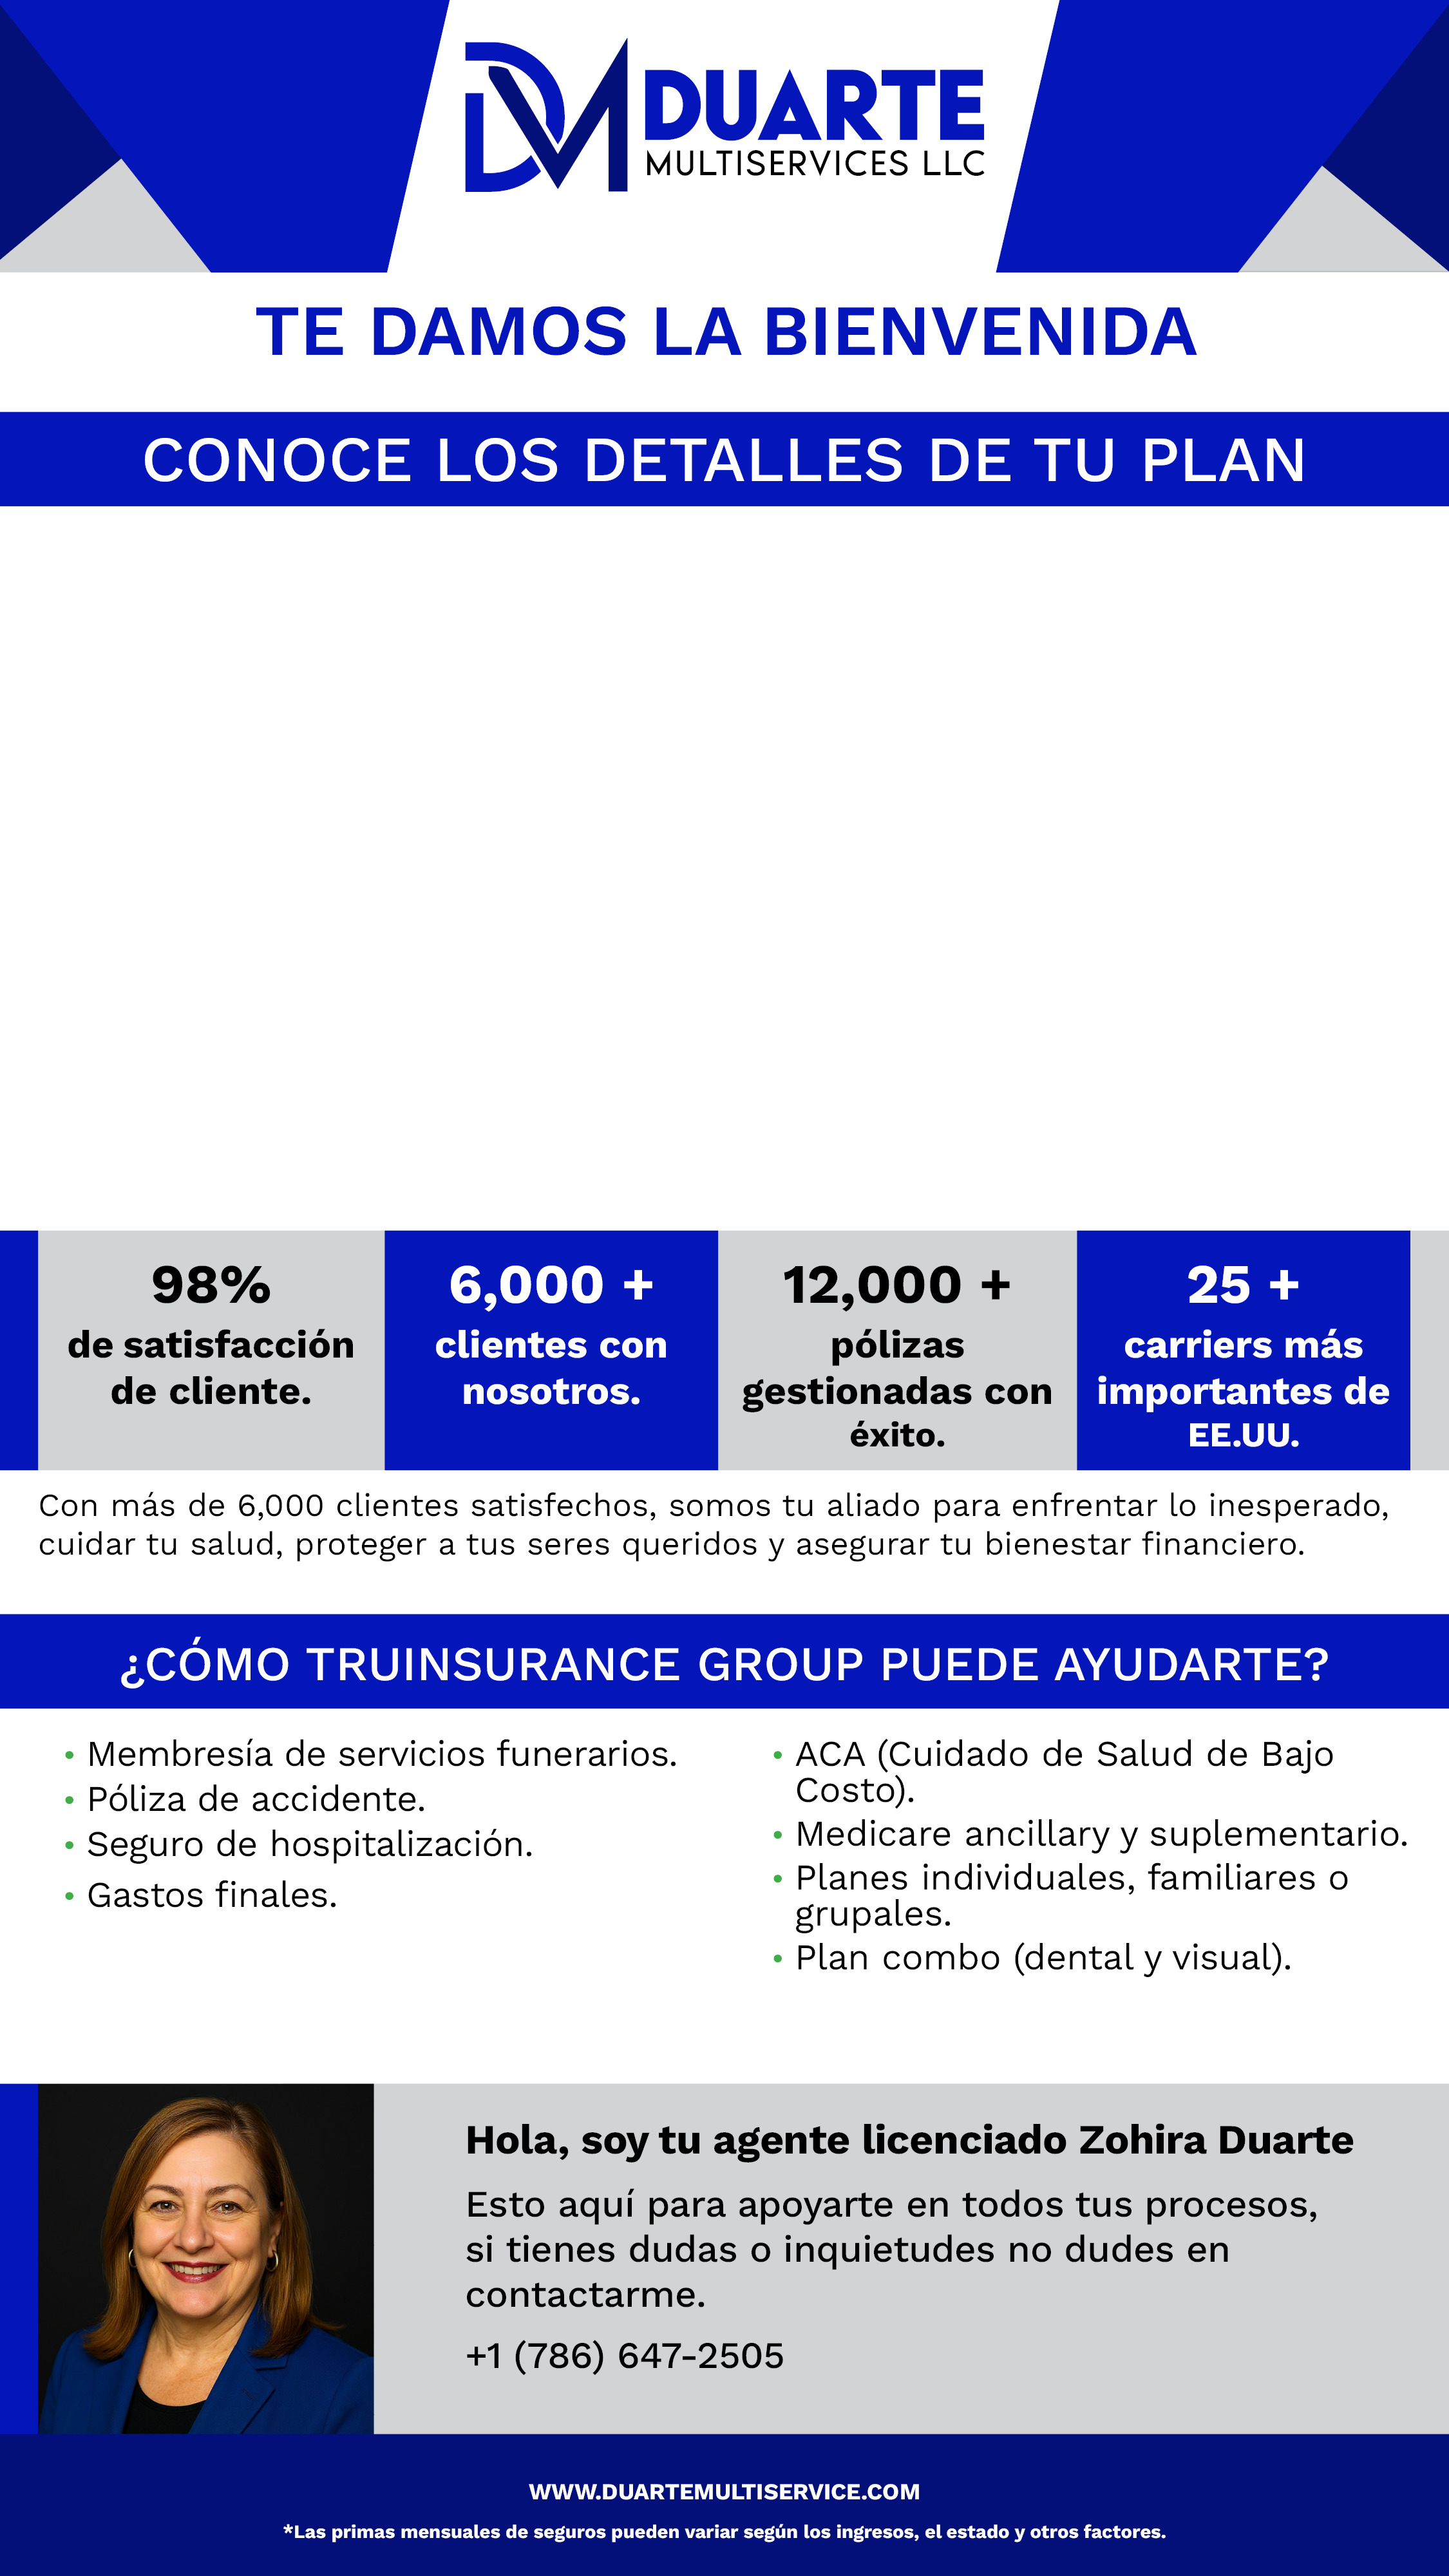 DM DUARTE
MULTISERVICES LLC
TE DAMOS LA BIENVENIDA
CONOCE LOS DETALLES DE TU PLAN
98%
de satisfacción
de cliente.
6,000 +
clientes con
nosotros.
12,000 +
pólizas
gestionadas con
éxito.
25 +
carriers más
importantes de
EE.UU.
Con más de 6,000 clientes satisfechos, somos tu aliado para enfrentar lo inesperado,
cuidar tu salud, proteger a tus seres queridos y asegurar tu bienestar financiero.
¿CÓMO TRUINSURANCE GROUP PUEDE AYUDARTE?
• Membresía de servicios funerarios.
• Póliza de accidente.
• Seguro de hospitalización.
• Gastos finales.
• ACA (Cuidado de Salud de Bajo
Costo).
• Medicare ancillary y suplementario.
• Planes individuales, familiares o
grupales.
• Plan combo (dental y visual).
Hola, soy tu agente licenciado Zohira Duarte
Esto aquí para apoyarte en todos tus procesos,
si tienes dudas o inquietudes no dudes en
contactarme.
+1 (786) 647-2505
WWW.DUARTEMULTISERVICE.COM
*Las primas mensuales de seguros pueden variar según los ingresos, el estado y otros factores.